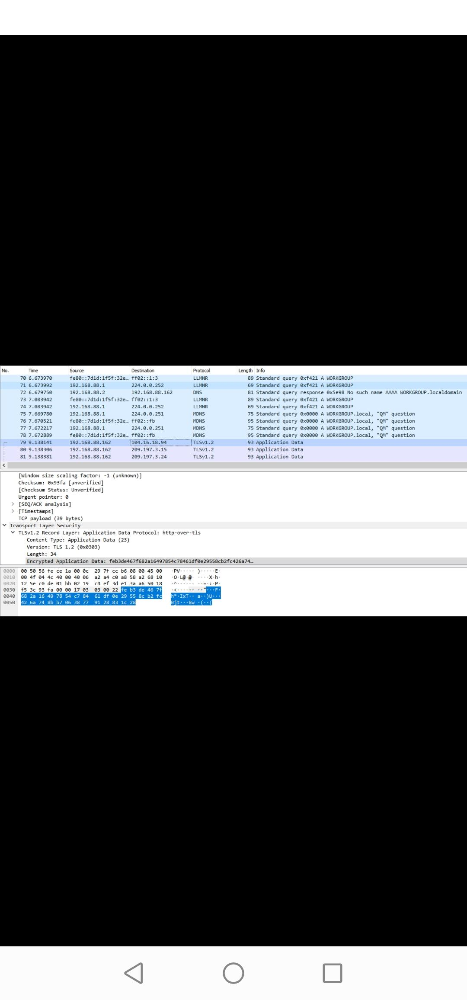 No. Time Source Destination Protocol Length Info
70 6.673970 fe80::7d1d:1f5f:32e… ff02::1:3 LLMNR 89 Standard query 0xf421 A WORKGROUP
71 6.673992 192.168.88.1 224.0.0.252 LLMNR 69 Standard query 0xf421 A WORKGROUP
72 6.679750 192.168.88.2 192.168.88.162 DNS 81 Standard query response 0x5e98 No such name AAAA WORKGROUP.localdomain
73 7.083942 fe80::7d1d:1f5f:32e… ff02::1:3 LLMNR 89 Standard query 0xf421 A WORKGROUP
74 7.083942 192.168.88.1 224.0.0.252 LLMNR 69 Standard query 0xf421 A WORKGROUP
75 7.669780 192.168.88.1 224.0.0.251 MDNS 75 Standard query 0x0000 A WORKGROUP.local, "QM" question
76 7.670521 fe80::7d1d:1f5f:32e… ff02::fb MDNS 95 Standard query 0x0000 A WORKGROUP.local, "QM" question
77 7.672217 192.168.88.1 224.0.0.251 MDNS 75 Standard query 0x0000 A WORKGROUP.local, "QM" question
78 7.672889 fe80::7d1d:1f5f:32e… ff02::fb MDNS 95 Standard query 0x0000 A WORKGROUP.local, "QM" question
79 9.138141 192.168.88.162 104.16.18.94 TLSv1.2 93 Application Data
80 9.138306 192.168.88.162 209.197.3.15 TLSv1.2 93 Application Data
81 9.138381 192.168.88.162 209.197.3.24 TLSv1.2 93 Application Data
[Window size scaling factor: -1 (unknown)]
Checksum: 0x93fa [unverified]
[Checksum Status: Unverified]
Urgent pointer: 0
[SEQ/ACK analysis]
[Timestamps]
TCP payload (39 bytes)
Transport Layer Security
TLSv1.2 Record Layer: Application Data Protocol: http-over-tls
Content Type: Application Data (23)
Version: TLS 1.2 (0x0303)
Length: 34
Encrypted Application Data: feb3de467f682a16497854c78461df0e29558cb2fc426a74…
0000 00 50 56 fe ce 1a 00 0c 29 7f cc b6 08 00 45 00 ·PV····· )·····E·
0010 00 4f 04 4c 40 00 40 06 a2 a4 c0 a8 58 a2 68 10 ·O·L@·@· ····X·h·
0020 12 5e c0 de 01 bb 02 19 c4 ef 3d e1 3a a6 50 18 ·^······ ··=·:·P·
0030 f5 3c 93 fa 00 00 17 03 03 00 22 fe b3 de 46 7f ·<······ ··"···F·
0040 68 2a 16 49 78 54 c7 84 61 df 0e 29 55 8c b2 fc h*·IxT·· a··)U···
0050 42 6a 74 8b b7 06 38 77 91 28 83 1c 28 Bjt···8w ·(··(